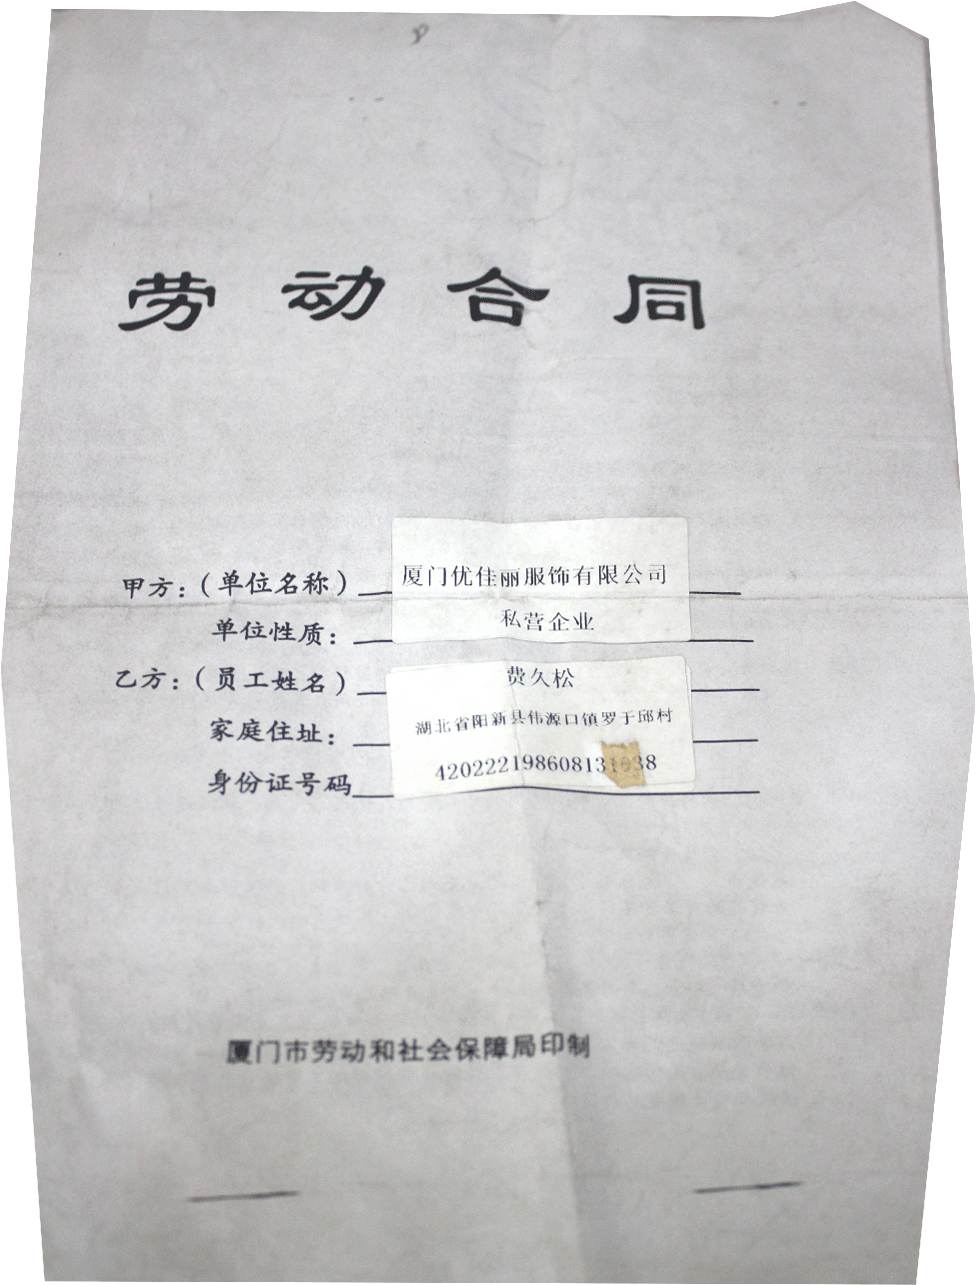 劳动合同
甲方：（单位名称） 厦门优佳丽服饰有限公司
单位性质： 私营企业
乙方：（员工姓名） 费久松
家庭住址： 湖北省阳新县伟源口镇罗于邱村
身份证号码 420222198608131038
厦门市劳动和社会保障局印制